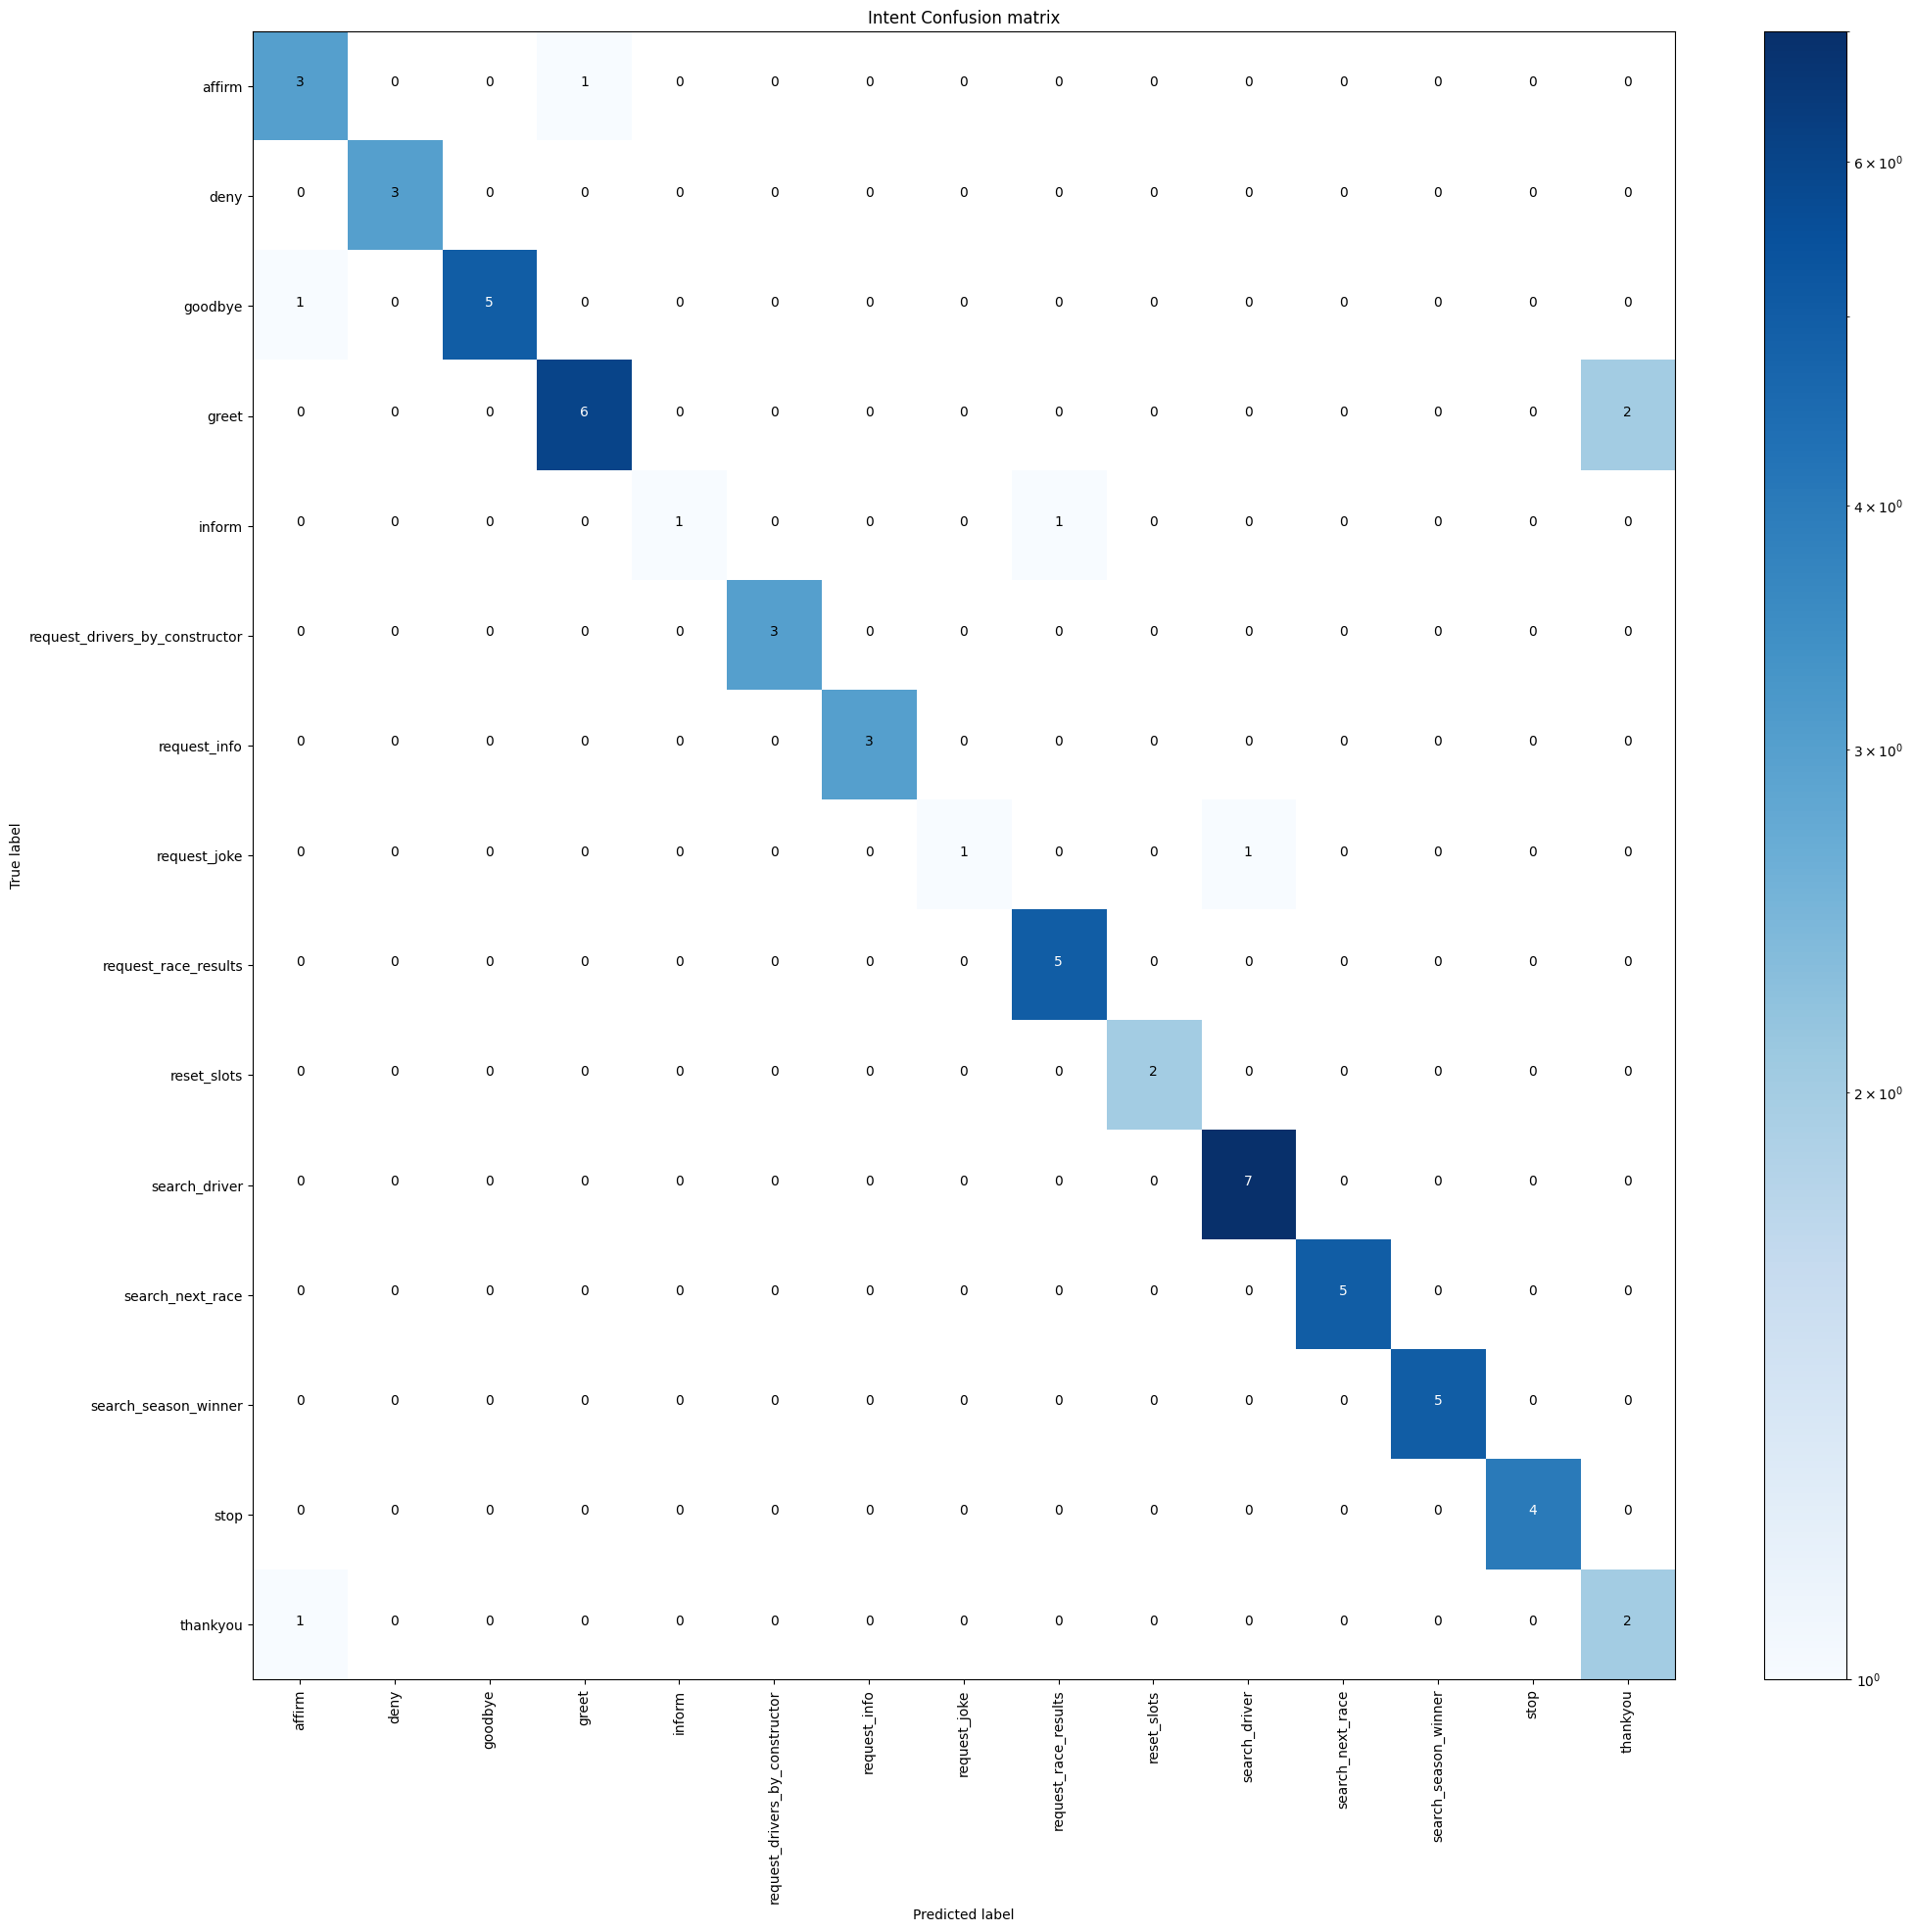 Intent Confusion matrix
affirm 3 0 0 1 0 0 0 0 0 0 0 0 0 0 0
deny 0 3 0 0 0 0 0 0 0 0 0 0 0 0 0
goodbye 1 0 5 0 0 0 0 0 0 0 0 0 0 0 0
greet 0 0 0 6 0 0 0 0 0 0 0 0 0 0 2
inform 0 0 0 0 1 0 0 0 1 0 0 0 0 0 0
request_drivers_by_constructor 0 0 0 0 0 3 0 0 0 0 0 0 0 0 0
request_info 0 0 0 0 0 0 3 0 0 0 0 0 0 0 0
request_joke 0 0 0 0 0 0 0 1 0 0 1 0 0 0 0
request_race_results 0 0 0 0 0 0 0 0 5 0 0 0 0 0 0
reset_slots 0 0 0 0 0 0 0 0 0 2 0 0 0 0 0
search_driver 0 0 0 0 0 0 0 0 0 0 7 0 0 0 0
search_next_race 0 0 0 0 0 0 0 0 0 0 0 5 0 0 0
search_season_winner 0 0 0 0 0 0 0 0 0 0 0 0 5 0 0
stop 0 0 0 0 0 0 0 0 0 0 0 0 0 4 0
thankyou 1 0 0 0 0 0 0 0 0 0 0 0 0 0 2
True label
affirm
deny
goodbye
greet
inform
request_drivers_by_constructor
request_info
request_joke
request_race_results
reset_slots
search_driver
search_next_race
search_season_winner
stop
thankyou
Predicted label
6 × 10⁰
4 × 10⁰
3 × 10⁰
2 × 10⁰
10⁰